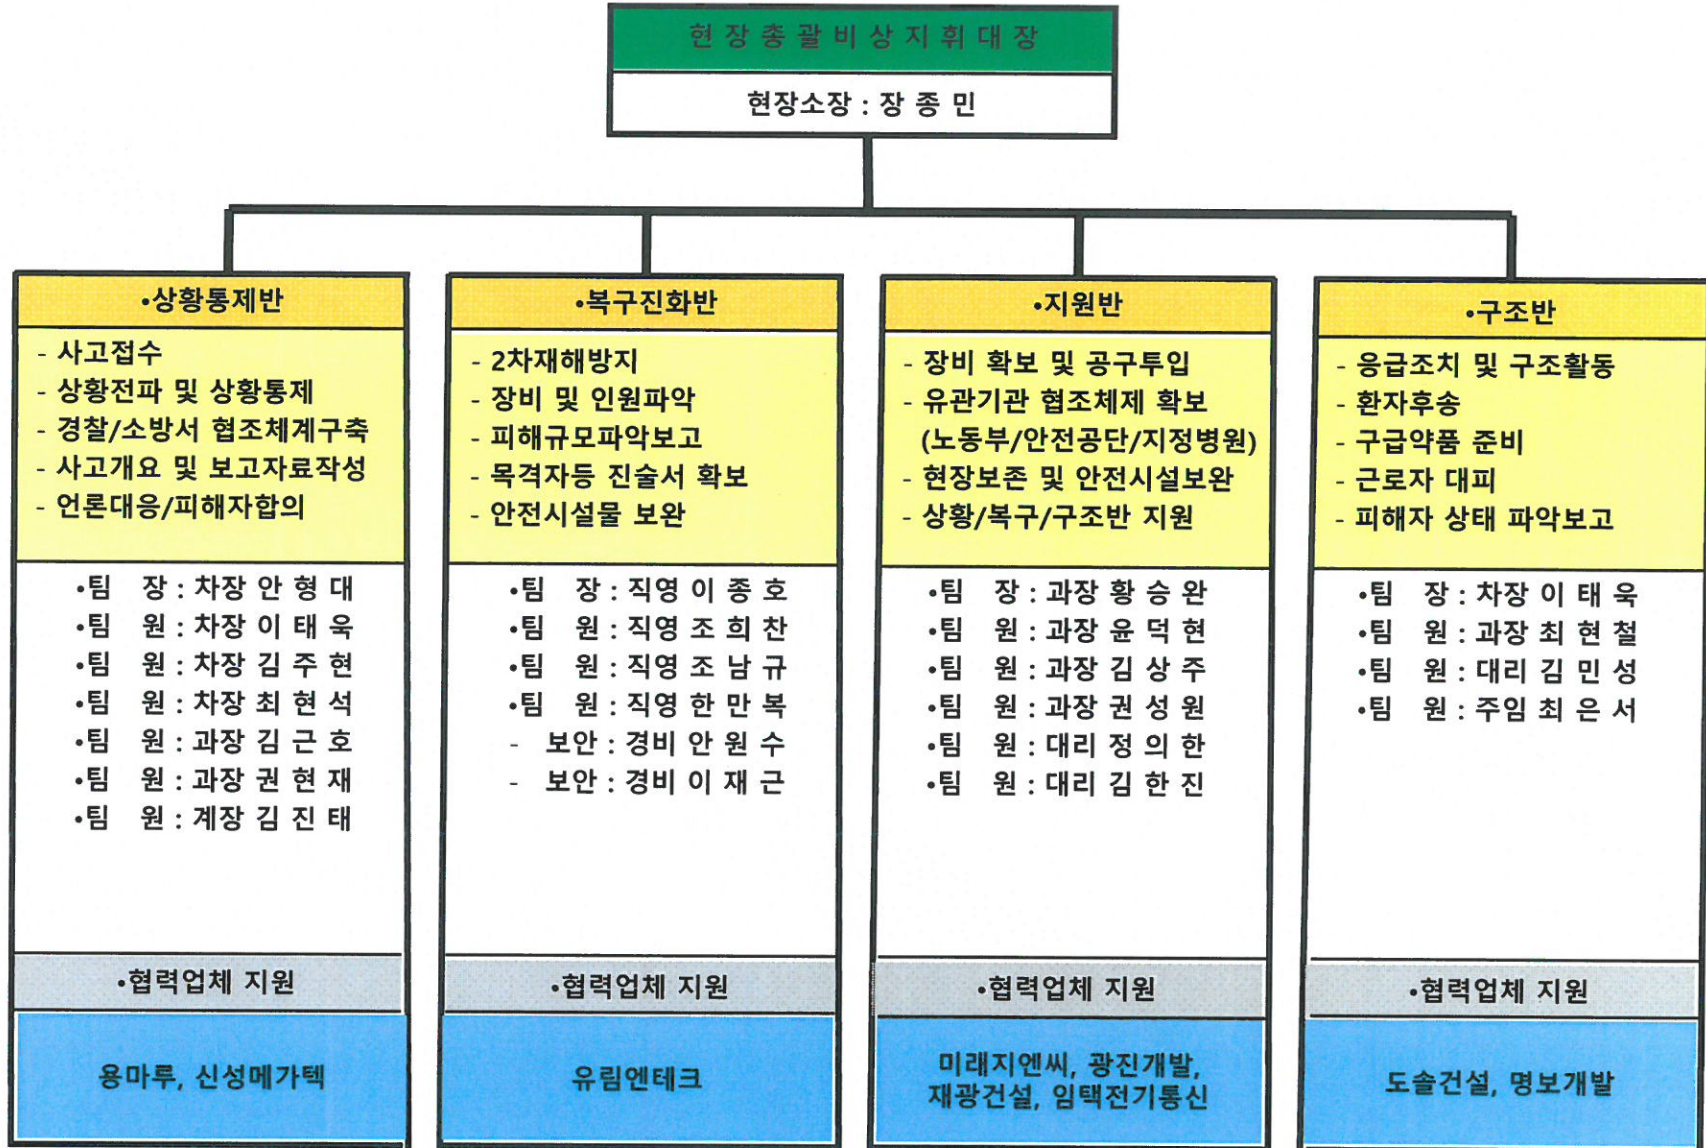 현 장 총 괄 비 상 지 휘 대 장
현장소장 : 장 종 민
•상황통제반
- 사고접수
- 상황전파 및 상황통제
- 경찰/소방서 협조체계구축
- 사고개요 및 보고자료작성
- 언론대응/피해자합의
•팀 장 : 차장 안 형 대
•팀 원 : 차장 이 태 욱
•팀 원 : 차장 김 주 현
•팀 원 : 차장 최 현 석
•팀 원 : 과장 김 근 호
•팀 원 : 과장 권 현 재
•팀 원 : 계장 김 진 태
•협력업체 지원
용마루, 신성메가텍
•복구진화반
- 2차재해방지
- 장비 및 인원파악
- 피해규모파악보고
- 목격자등 진술서 확보
- 안전시설물 보완
•팀 장 : 직영 이 종 호
•팀 원 : 직영 조 희 찬
•팀 원 : 직영 조 남 규
•팀 원 : 직영 한 만 복
- 보안 : 경비 안 원 수
- 보안 : 경비 이 재 근
•협력업체 지원
유림엔테크
•지원반
- 장비 확보 및 공구투입
- 유관기관 협조체제 확보
(노동부/안전공단/지정병원)
- 현장보존 및 안전시설보완
- 상황/복구/구조반 지원
•팀 장 : 과장 황 승 완
•팀 원 : 과장 윤 덕 현
•팀 원 : 과장 김 상 주
•팀 원 : 과장 권 성 원
•팀 원 : 대리 정 의 한
•팀 원 : 대리 김 한 진
•협력업체 지원
미래지엔씨, 광진개발,
재광건설, 임택전기통신
•구조반
- 응급조치 및 구조활동
- 환자후송
- 구급약품 준비
- 근로자 대피
- 피해자 상태 파악보고
•팀 장 : 차장 이 태 욱
•팀 원 : 과장 최 현 철
•팀 원 : 대리 김 민 성
•팀 원 : 주임 최 은 서
•협력업체 지원
도솔건설, 명보개발